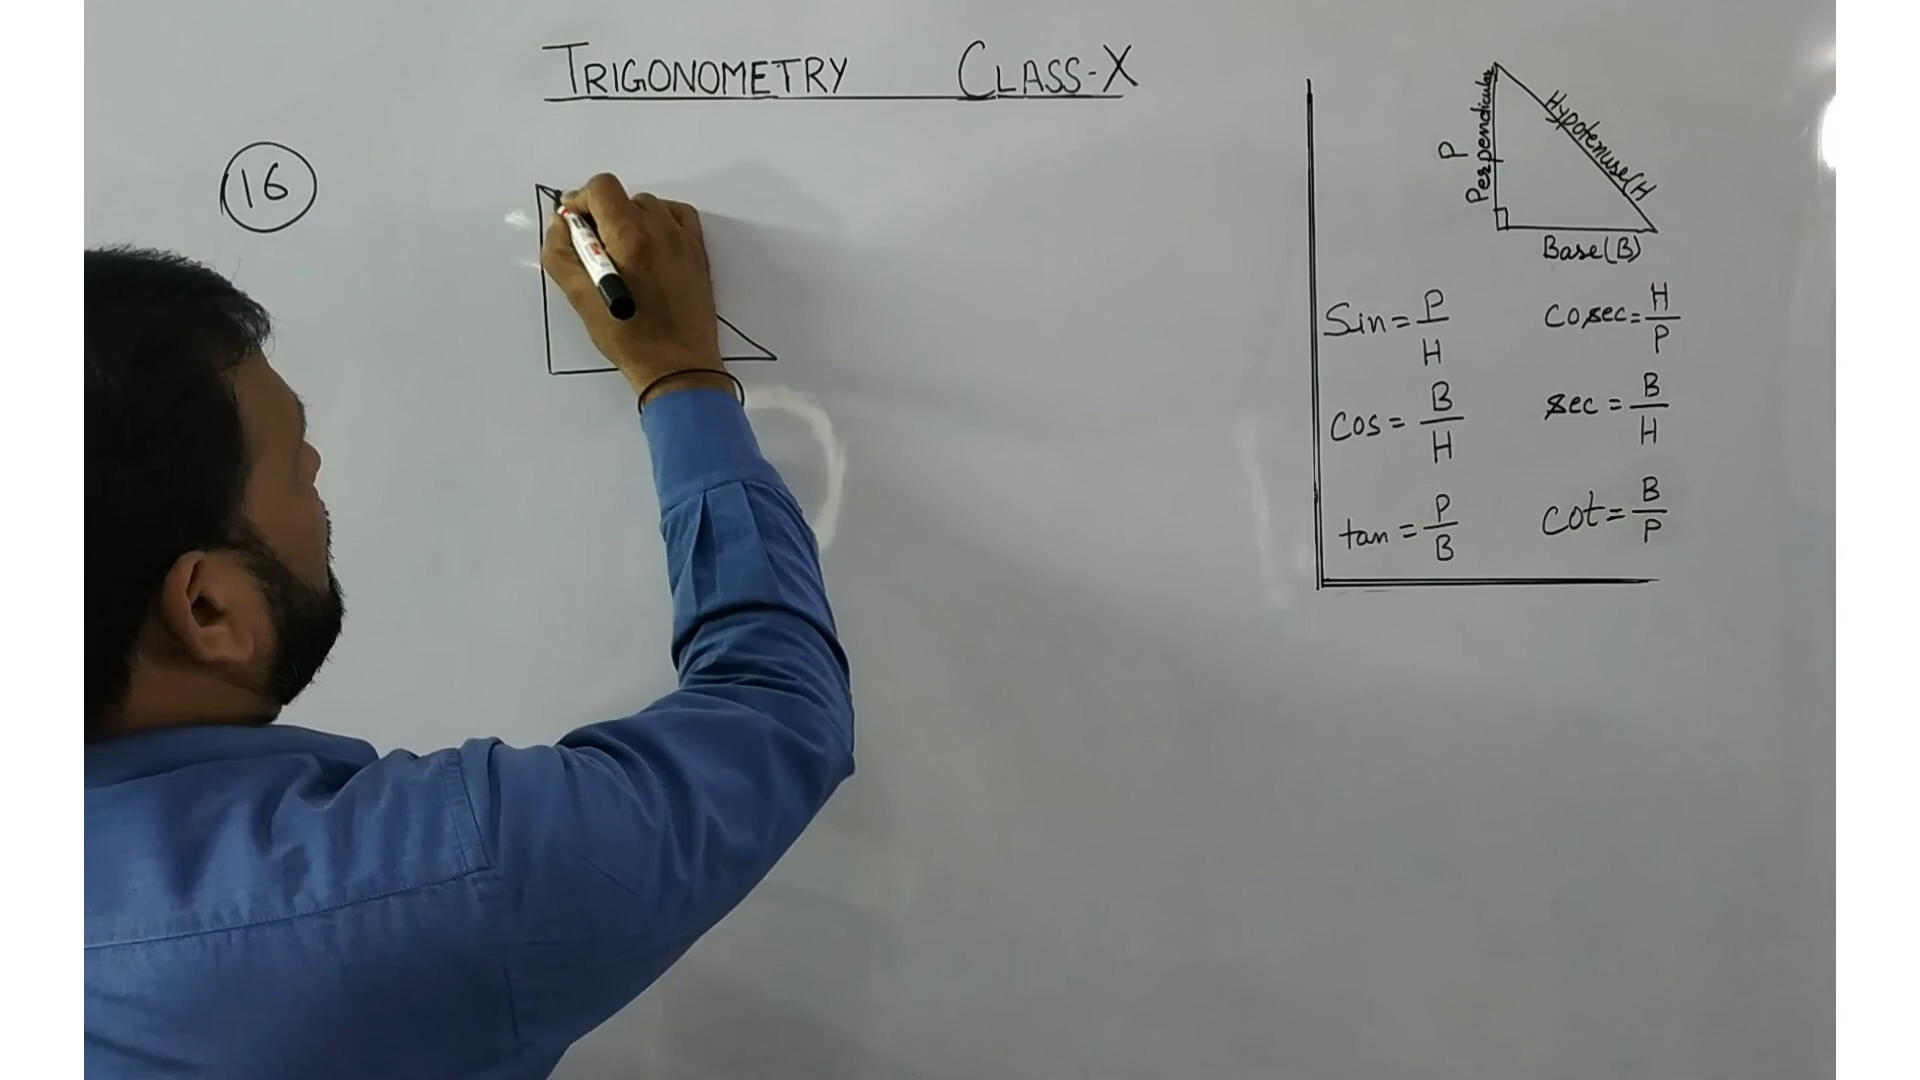 TRIGONOMETRY CLASS-X
16
P
Perpendicular
Hypotenuse(H
Base(B)
Sin = P/H
cosec = H/P
cos = B/H
sec = B/H
tan = P/B
cot = B/P